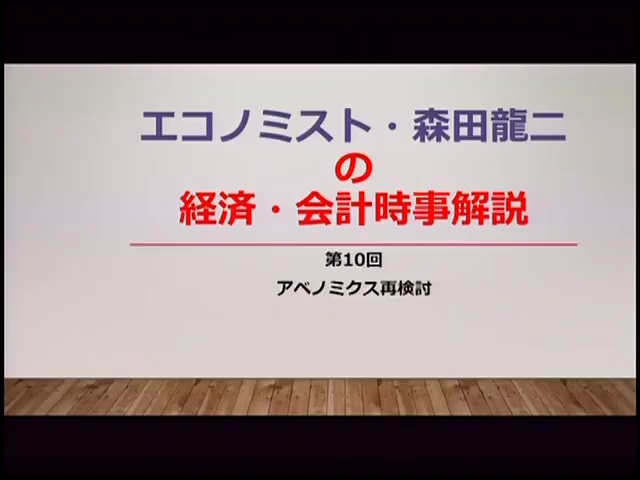 エコノミスト・森田龍二
の
経済・会計時事解説
第10回
アベノミクス再検討